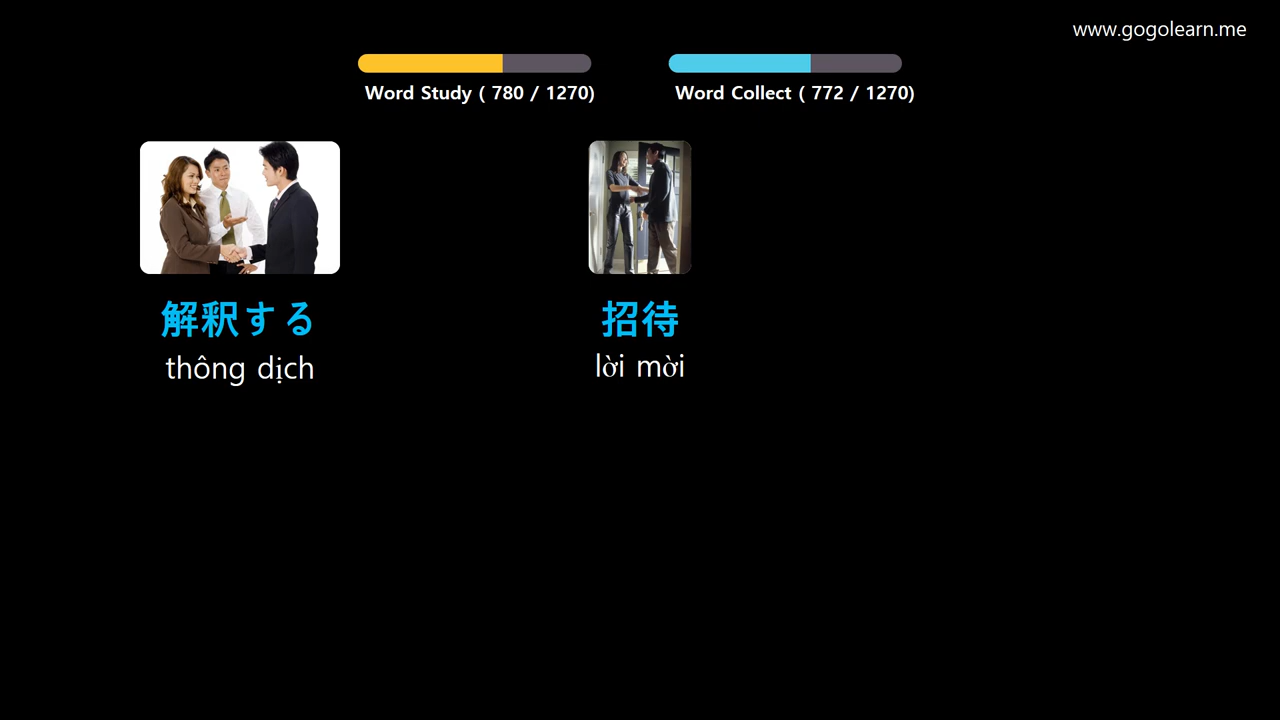 www.gogolearn.me
Word Study ( 780 / 1270)
Word Collect ( 772 / 1270)
解釈する
thông dịch
招待
lời mời